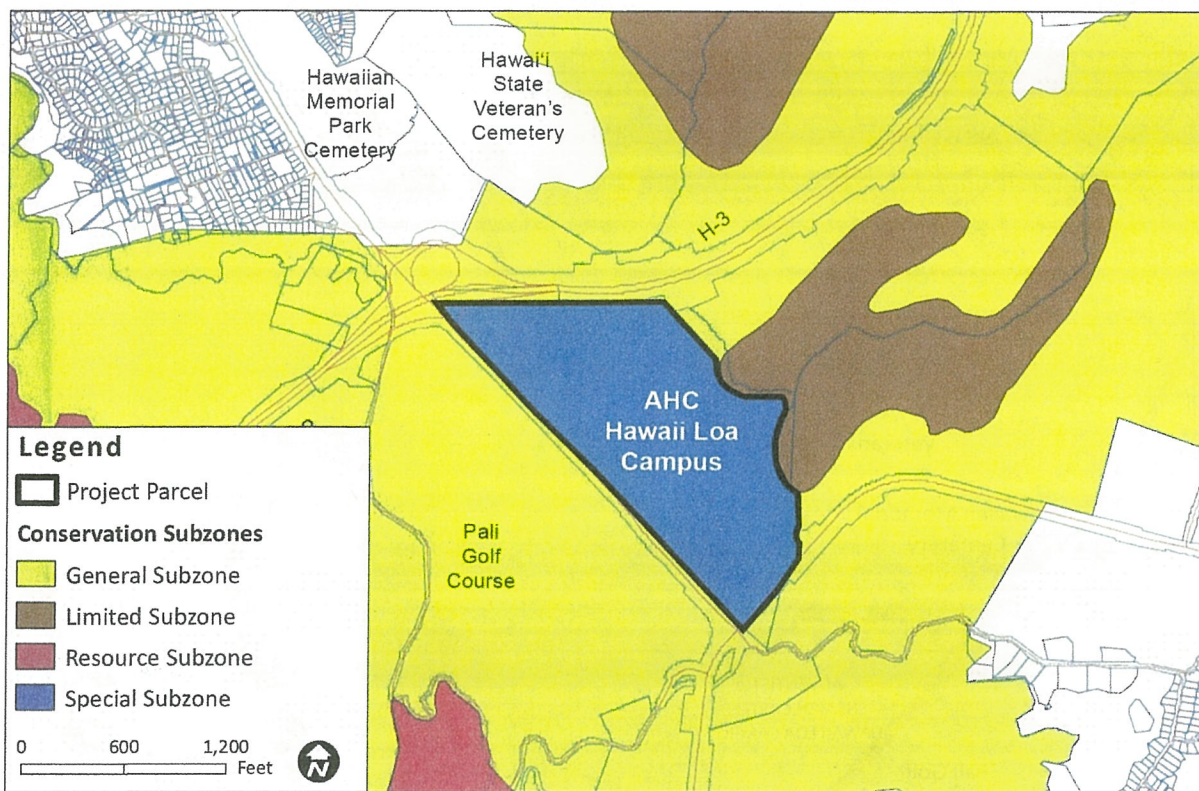 Hawaiian
Memorial
Park
Cemetery
Hawai'i
State
Veteran's
Cemetery
H-3
AHC
Hawaii Loa
Campus
Pali
Golf
Course
Legend
Project Parcel
Conservation Subzones
General Subzone
Limited Subzone
Resource Subzone
Special Subzone
0 600 1,200
Feet
N